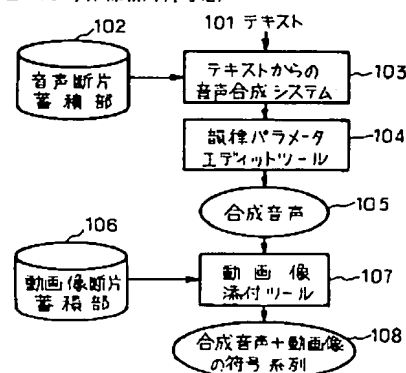 101 テキスト
102
音声断片
蓄積部
テキストからの
音声合成システム
103
韻律パラメータ
エディットツール
104
合成音声
105
106
動画像断片
蓄積部
動画像
添付ツール
107
合成音声+動画像
の符号系列
108